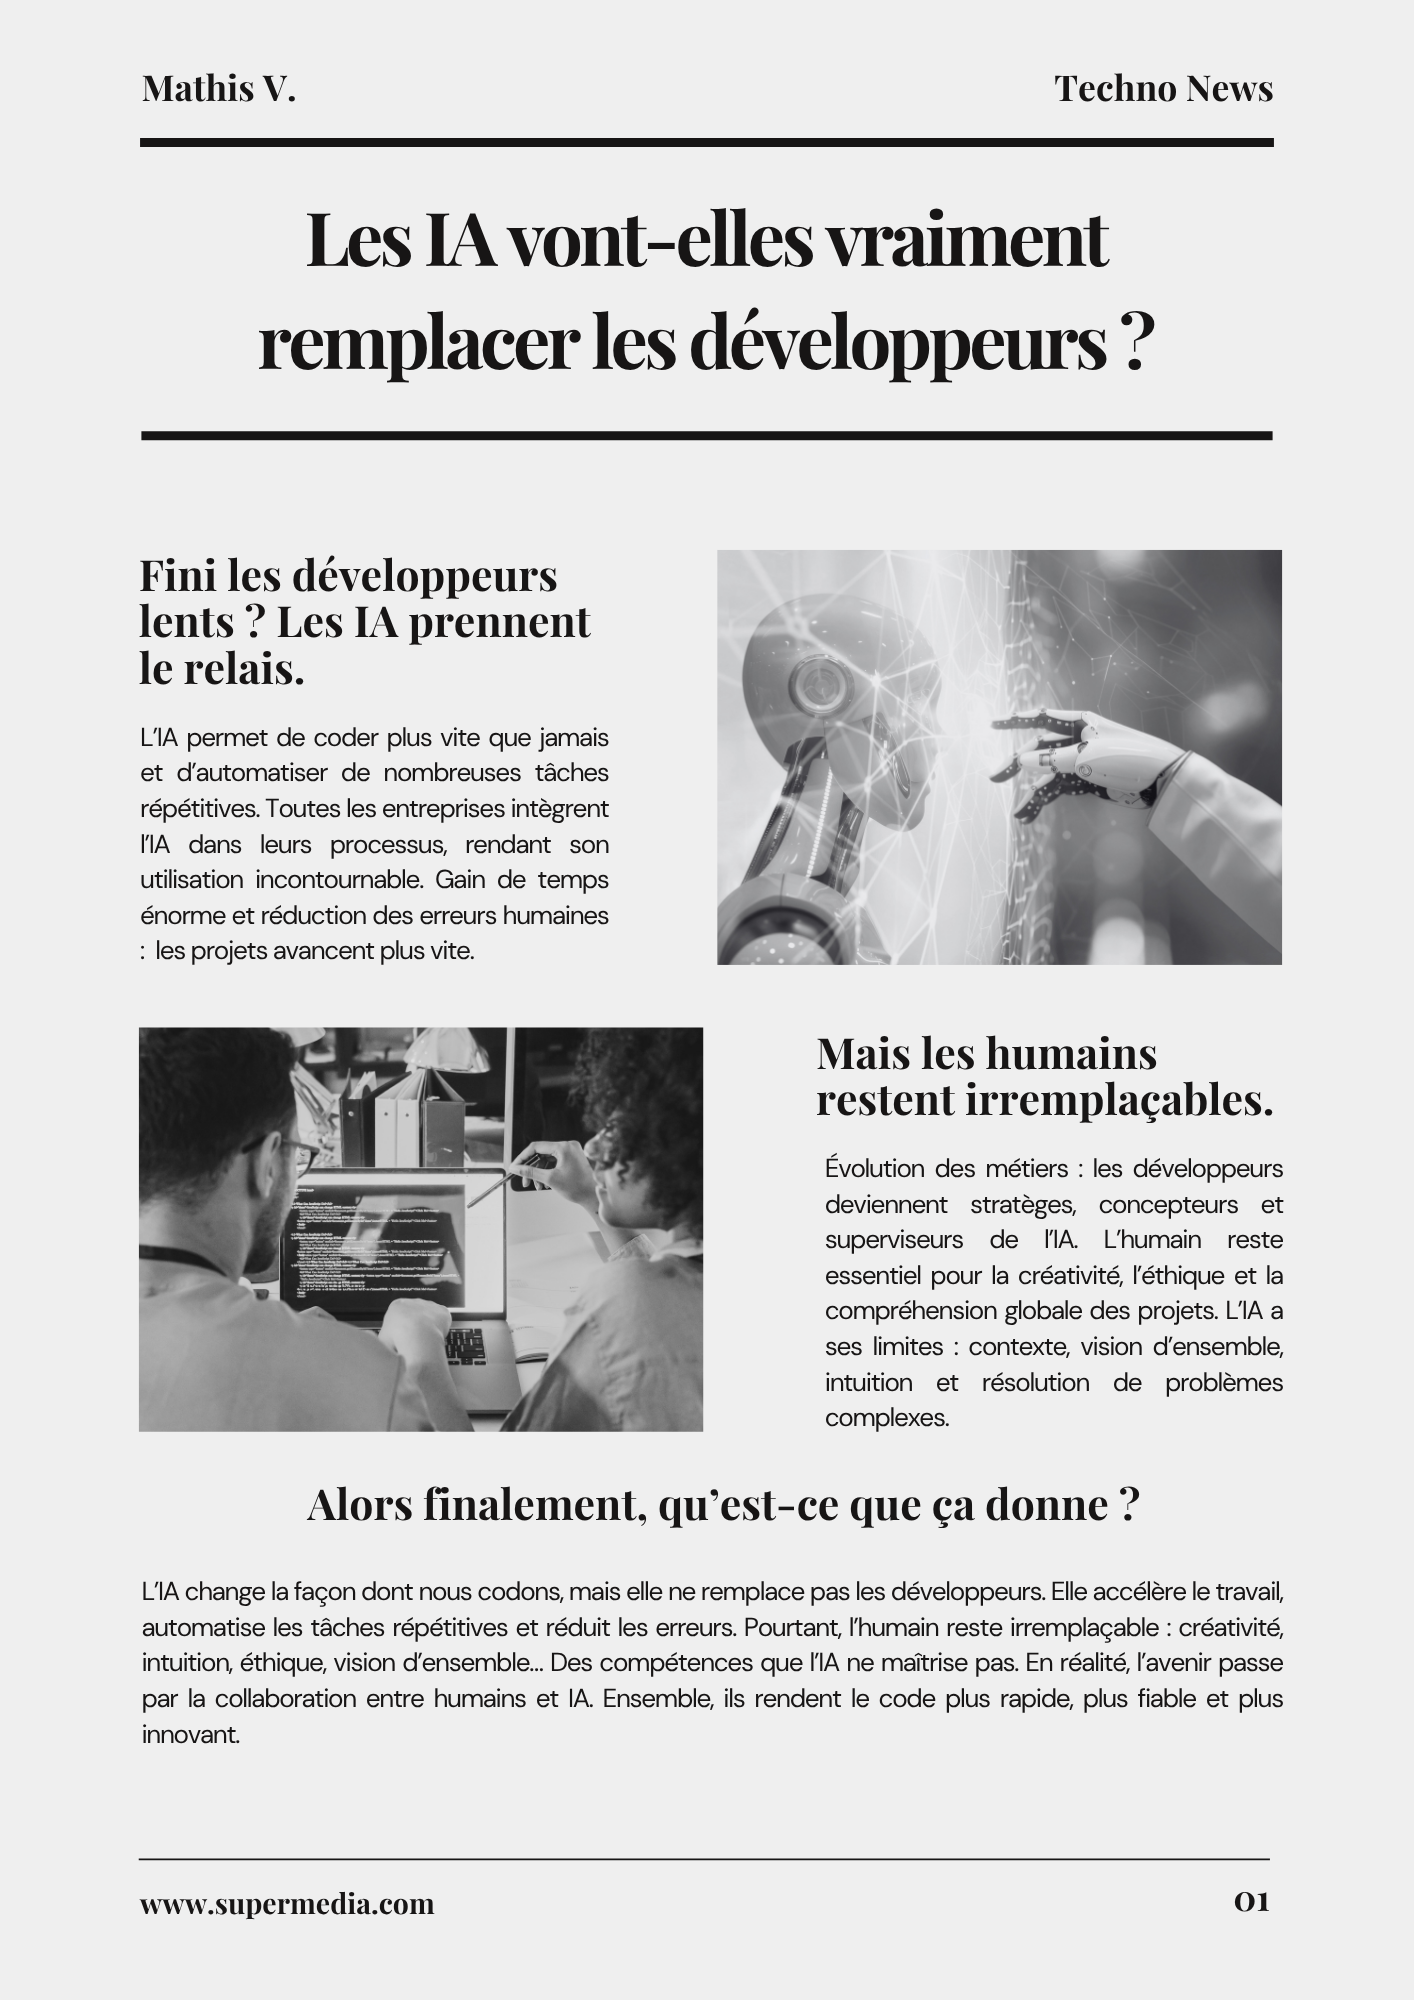 Mathis V.
Techno News
Les IA vont-elles vraiment
remplacer les développeurs ?
Fini les développeurs
lents ? Les IA prennent
le relais.
L’IA permet de coder plus vite que jamais
et d’automatiser de nombreuses tâches
répétitives. Toutes les entreprises intègrent
l’IA dans leurs processus, rendant son
utilisation incontournable. Gain de temps
énorme et réduction des erreurs humaines
: les projets avancent plus vite.
Mais les humains
restent irremplaçables.
Évolution des métiers : les développeurs
deviennent stratèges, concepteurs et
superviseurs de l’IA. L’humain reste
essentiel pour la créativité, l’éthique et la
compréhension globale des projets. L’IA a
ses limites : contexte, vision d’ensemble,
intuition et résolution de problèmes
complexes.
Alors finalement, qu’est-ce que ça donne ?
L’IA change la façon dont nous codons, mais elle ne remplace pas les développeurs. Elle accélère le travail,
automatise les tâches répétitives et réduit les erreurs. Pourtant, l’humain reste irremplaçable : créativité,
intuition, éthique, vision d’ensemble… Des compétences que l’IA ne maîtrise pas. En réalité, l’avenir passe
par la collaboration entre humains et IA. Ensemble, ils rendent le code plus rapide, plus fiable et plus
innovant.
www.supermedia.com
01